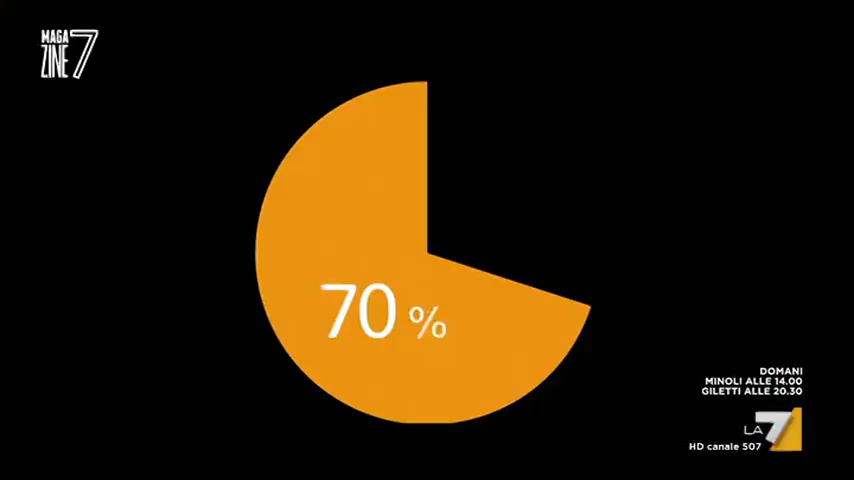 MAGA
ZINE 7
70 %
DOMANI
MINOLI ALLE 14.00
GILETTI ALLE 20.30
LA 7
HD canale 507